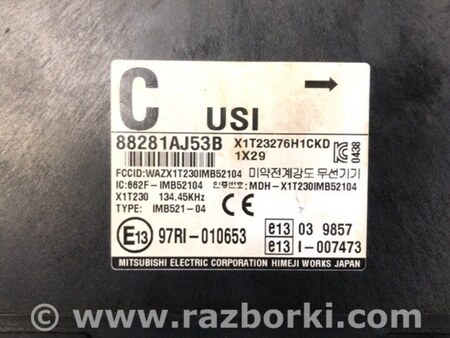 C
USI
88281AJ53B X1T23276H1CKD
1X29
0438
FCCID:WAZX1T230IMB52104 미약전계강도 무선기기
IC:662F-IMB52104 인증번호:MDH-X1T230IMB52104
X1T230 134.45KHz
TYPE: IMB521-04 CE
E13 97RI-010653
e13 03 9857
e13 I-007473
MITSUBISHI ELECTRIC CORPORATION HIMEJI WORKS JAPAN
© www.razborki.com